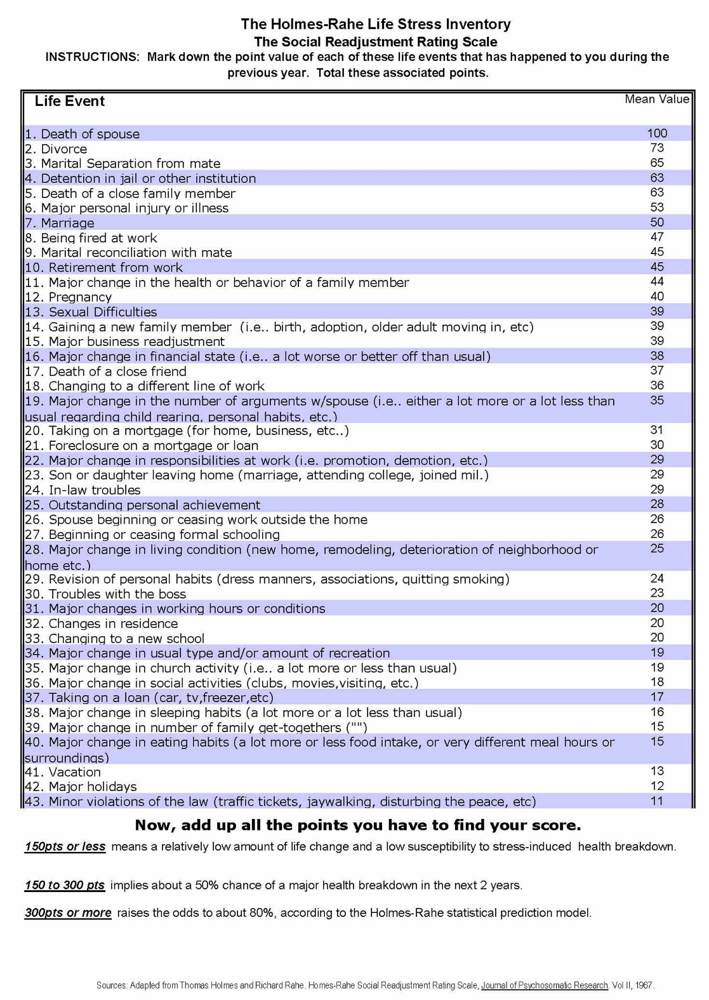 The Holmes-Rahe Life Stress Inventory
The Social Readjustment Rating Scale
INSTRUCTIONS: Mark down the point value of each of these life events that has happened to you during the
previous year. Total these associated points.
Life Event Mean Value
1. Death of spouse 100
2. Divorce 73
3. Marital Separation from mate 65
4. Detention in jail or other institution 63
5. Death of a close family member 63
6. Major personal injury or illness 53
7. Marriage 50
8. Being fired at work 47
9. Marital reconciliation with mate 45
10. Retirement from work 45
11. Major change in the health or behavior of a family member 44
12. Pregnancy 40
13. Sexual Difficulties 39
14. Gaining a new family member (i.e.. birth, adoption, older adult moving in, etc) 39
15. Major business readjustment 39
16. Major change in financial state (i.e.. a lot worse or better off than usual) 38
17. Death of a close friend 37
18. Changing to a different line of work 36
19. Major change in the number of arguments w/spouse (i.e.. either a lot more or a lot less than 35
usual regarding child rearing, personal habits, etc.)
20. Taking on a mortgage (for home, business, etc..) 31
21. Foreclosure on a mortgage or loan 30
22. Major change in responsibilities at work (i.e. promotion, demotion, etc.) 29
23. Son or daughter leaving home (marriage, attending college, joined mil.) 29
24. In-law troubles 29
25. Outstanding personal achievement 28
26. Spouse beginning or ceasing work outside the home 26
27. Beginning or ceasing formal schooling 26
28. Major change in living condition (new home, remodeling, deterioration of neighborhood or 25
home etc.)
29. Revision of personal habits (dress manners, associations, quitting smoking) 24
30. Troubles with the boss 23
31. Major changes in working hours or conditions 20
32. Changes in residence 20
33. Changing to a new school 20
34. Major change in usual type and/or amount of recreation 19
35. Major change in church activity (i.e.. a lot more or less than usual) 19
36. Major change in social activities (clubs, movies,visiting, etc.) 18
37. Taking on a loan (car, tv,freezer,etc) 17
38. Major change in sleeping habits (a lot more or a lot less than usual) 16
39. Major change in number of family get-togethers ("") 15
40. Major change in eating habits (a lot more or less food intake, or very different meal hours or 15
surroundings)
41. Vacation 13
42. Major holidays 12
43. Minor violations of the law (traffic tickets, jaywalking, disturbing the peace, etc) 11
Now, add up all the points you have to find your score.
150pts or less means a relatively low amount of life change and a low susceptibility to stress-induced health breakdown.
150 to 300 pts implies about a 50% chance of a major health breakdown in the next 2 years.
300pts or more raises the odds to about 80%, according to the Holmes-Rahe statistical prediction model.
Sources: Adapted from Thomas Holmes and Richard Rahe. Homes-Rahe Social Readjustment Rating Scale, Journal of Psychosomatic Research. Vol II, 1967.